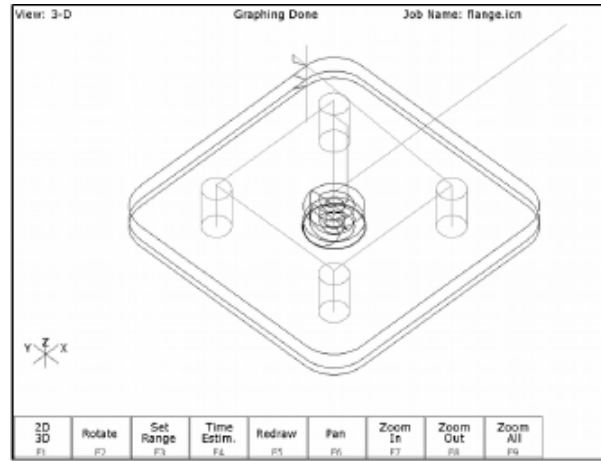 View: 3-D Graphing Done Job Name: flange.icn
Y Z X
2D 3D F1
Rotate F2
Set Range F3
Time Estim. F4
Redraw F5
Pan F6
Zoom In F7
Zoom Out F8
Zoom All F9